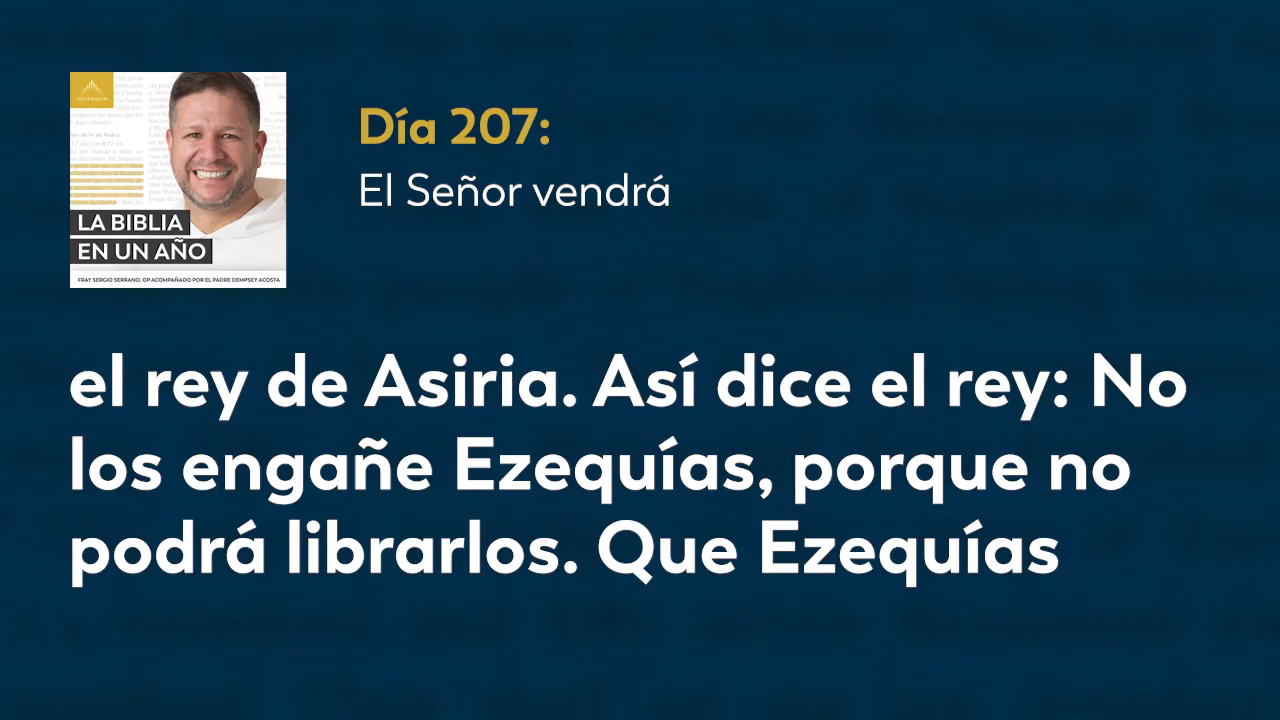 ASCENSION
LA BIBLIA
EN UN AÑO
FRAY SERGIO SERRANO, OP ACOMPAÑADO POR EL PADRE DEMPSEY ACOSTA
Día 207:
El Señor vendrá
el rey de Asiria. Así dice el rey: No
los engañe Ezequías, porque no
podrá librarlos. Que Ezequías